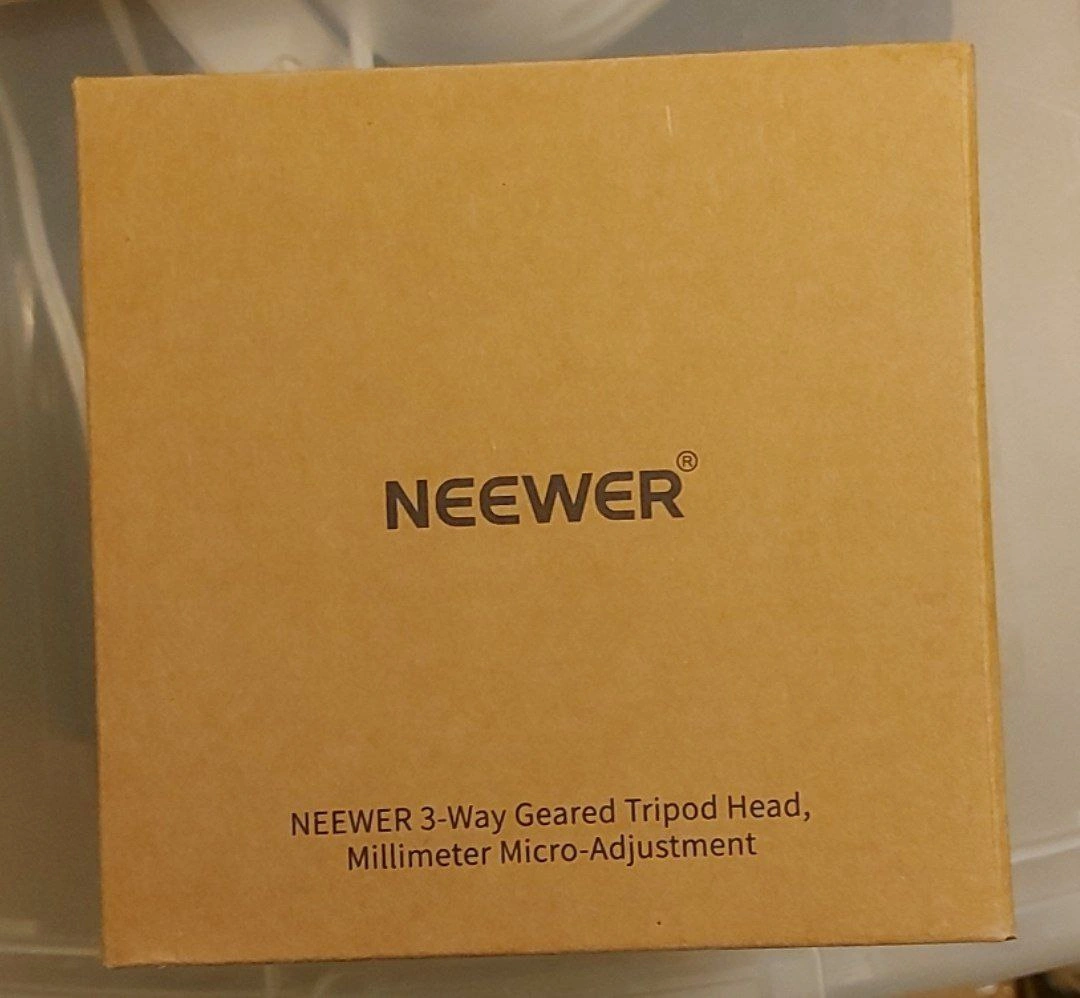 NEEWER®
NEEWER 3-Way Geared Tripod Head,
Millimeter Micro-Adjustment